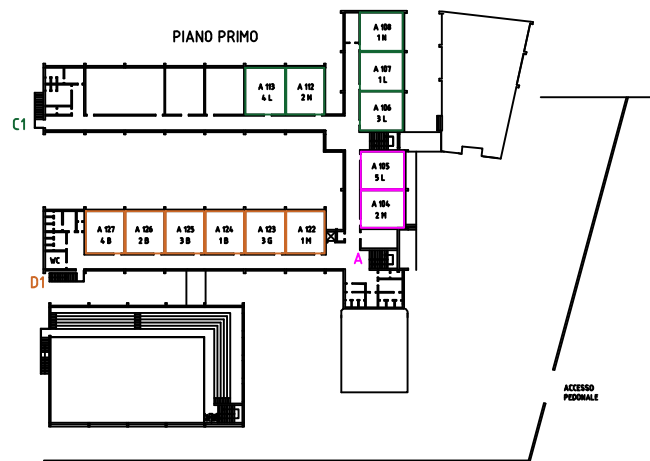 PIANO PRIMO
A 108
1 N
A 107
1 L
A 106
3 L
A 113
4 L
A 112
2 N
C1
A 105
5 L
A 104
2 M
A 127
4 B
A 126
2 B
A 125
3 B
A 124
1 B
A 123
3 G
A 122
1 M
WC
A
D1
ACCESSO
PEDONALE